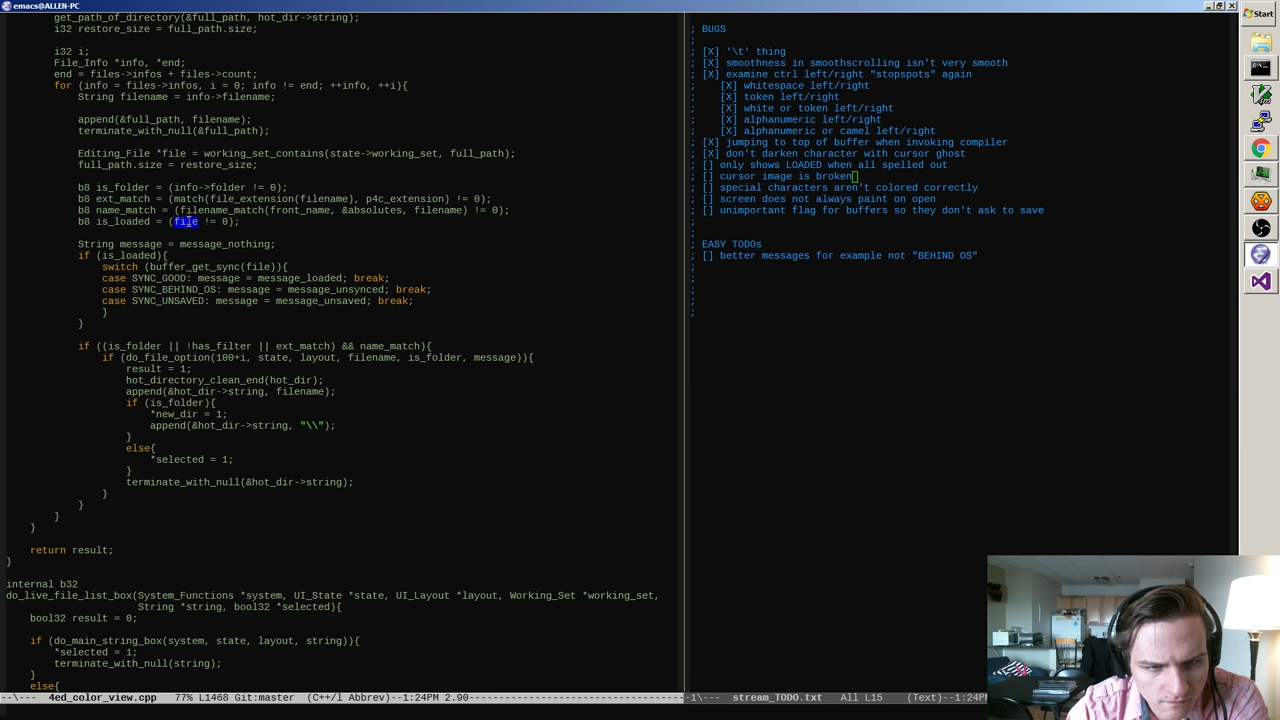 emacs@ALLEN-PC
get_path_of_directory(&full_path, hot_dir->string);
i32 restore_size = full_path.size;
i32 i;
File_Info *info, *end;
end = files->infos + files->count;
for (info = files->infos, i = 0; info != end; ++info, ++i){
String filename = info->filename;
append(&full_path, filename);
terminate_with_null(&full_path);
Editing_File *file = working_set_contains(state->working_set, full_path);
full_path.size = restore_size;
b8 is_folder = (info->folder != 0);
b8 ext_match = (match(file_extension(filename), p4c_extension) != 0);
b8 name_match = (filename_match(front_name, &absolutes, filename) != 0);
b8 is_loaded = (file != 0);
String message = message_nothing;
if (is_loaded){
switch (buffer_get_sync(file)){
case SYNC_GOOD: message = message_loaded; break;
case SYNC_BEHIND_OS: message = message_unsynced; break;
case SYNC_UNSAVED: message = message_unsaved; break;
}
}
if ((is_folder || !has_filter || ext_match) && name_match){
if (do_file_option(100+i, state, layout, filename, is_folder, message)){
result = 1;
hot_directory_clean_end(hot_dir);
append(&hot_dir->string, filename);
if (is_folder){
*new_dir = 1;
append(&hot_dir->string, "\\");
}
else{
*selected = 1;
}
terminate_with_null(&hot_dir->string);
}
}
}
}
return result;
}
internal b32
do_live_file_list_box(System_Functions *system, UI_State *state, UI_Layout *layout, Working_Set *working_set,
String *string, bool32 *selected){
bool32 result = 0;
if (do_main_string_box(system, state, layout, string)){
*selected = 1;
terminate_with_null(string);
}
else{
--\--- 4ed_color_view.cpp 77% L1468 Git:master (C++/l Abbrev)--1:24PM 2.90
; BUGS
;
; [X] '\t' thing
; [X] smoothness in smoothscrolling isn't very smooth
; [X] examine ctrl left/right "stopspots" again
; [X] whitespace left/right
; [X] token left/right
; [X] white or token left/right
; [X] alphanumeric left/right
; [X] alphanumeric or camel left/right
; [X] jumping to top of buffer when invoking compiler
; [X] don't darken character with cursor ghost
; [] only shows LOADED when all spelled out
; [] cursor image is broken
; [] special characters aren't colored correctly
; [] screen does not always paint on open
; [] unimportant flag for buffers so they don't ask to save
;
;
; EASY TODOs
; [] better messages for example not "BEHIND OS"
;
;
;
;
;
-1\--- stream_TODO.txt All L15 (Text)--1:24PM
Start